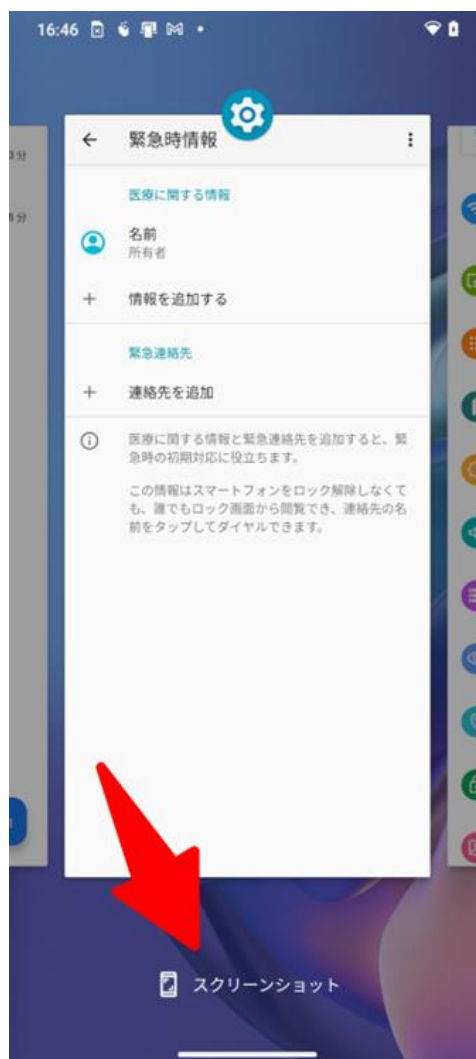 16:46
3 分
8 分
緊急時情報
医療に関する情報
名前
所有者
情報を追加する
緊急連絡先
連絡先を追加
医療に関する情報と緊急連絡先を追加すると、緊
急時の初期対応に役立ちます。
この情報はスマートフォンをロック解除しなくて
も、誰でもロック画面から閲覧でき、連絡先の名
前をタップしてダイヤルできます。
スクリーンショット